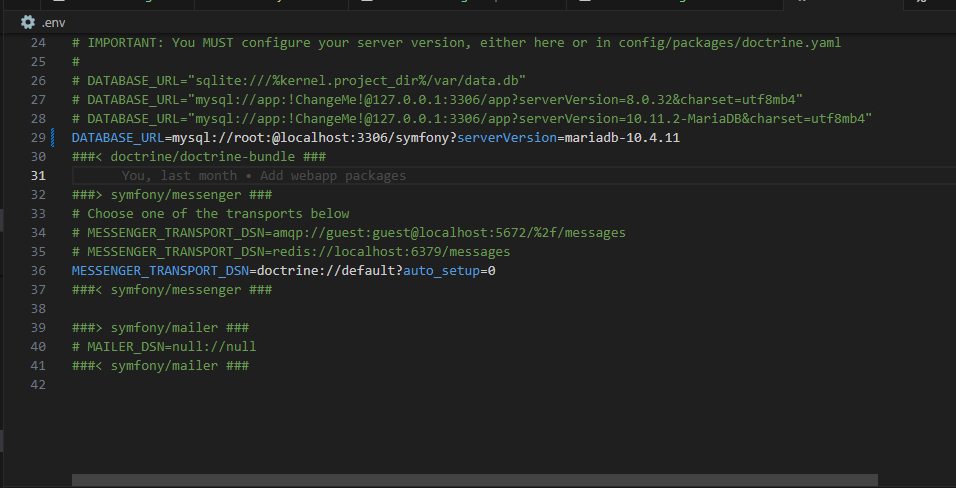 .env
24 # IMPORTANT: You MUST configure your server version, either here or in config/packages/doctrine.yaml
25 #
26 # DATABASE_URL="sqlite:///%kernel.project_dir%/var/data.db"
27 # DATABASE_URL="mysql://app:!ChangeMe!@127.0.0.1:3306/app?serverVersion=8.0.32&charset=utf8mb4"
28 # DATABASE_URL="mysql://app:!ChangeMe!@127.0.0.1:3306/app?serverVersion=10.11.2-MariaDB&charset=utf8mb4"
29 DATABASE_URL=mysql://root:@localhost:3306/symfony?serverVersion=mariadb-10.4.11
30 ###< doctrine/doctrine-bundle ###
31 You, last month • Add webapp packages
32 ###> symfony/messenger ###
33 # Choose one of the transports below
34 # MESSENGER_TRANSPORT_DSN=amqp://guest:guest@localhost:5672/%2f/messages
35 # MESSENGER_TRANSPORT_DSN=redis://localhost:6379/messages
36 MESSENGER_TRANSPORT_DSN=doctrine://default?auto_setup=0
37 ###< symfony/messenger ###
38
39 ###> symfony/mailer ###
40 # MAILER_DSN=null://null
41 ###< symfony/mailer ###
42